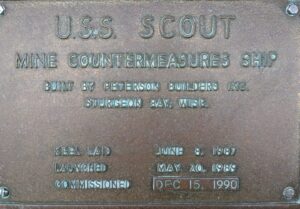 U.S.S. SCOUT
MINE COUNTERMEASURES SHIP
BUILT BY PETERSON BUILDERS INC.
STURGEON BAY, WISC.
KEEL LAID JUNE 8, 1987
LAUNCHED MAY 20, 1989
COMMISSIONED DEC. 15, 1990